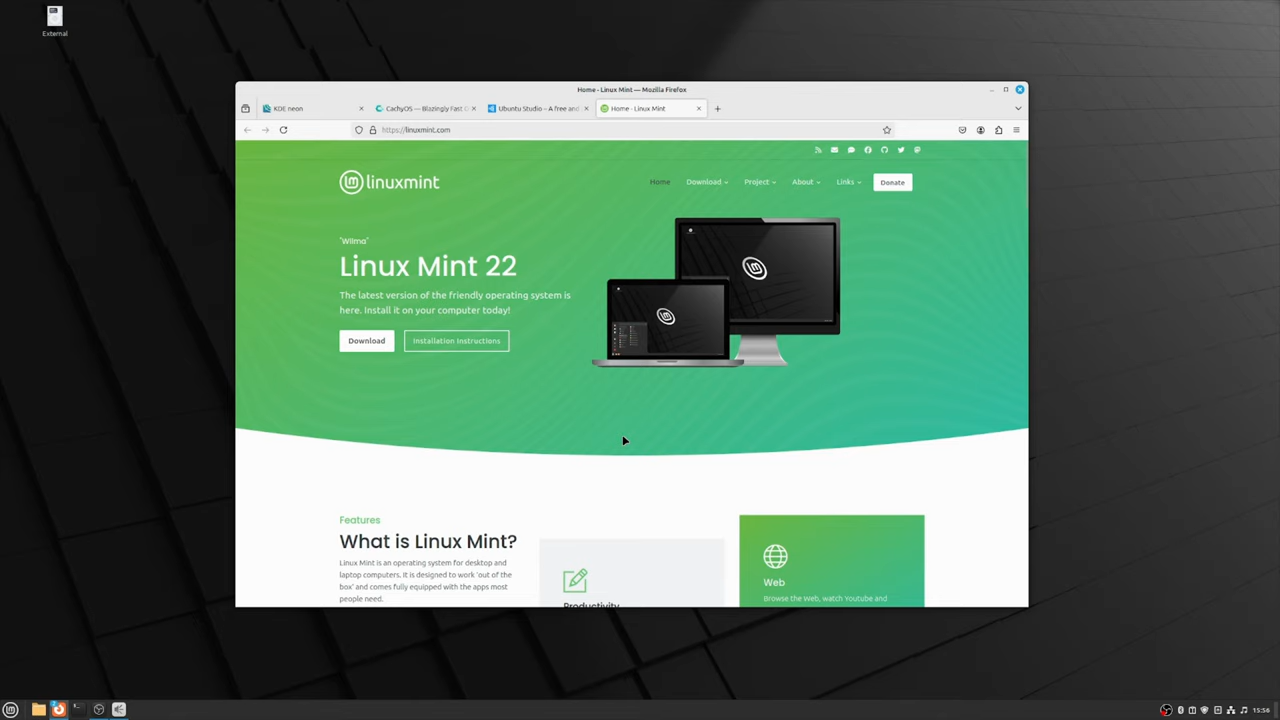 External
Home - Linux Mint — Mozilla Firefox
KDE neon
CachyOS — Blazingly Fast
Ubuntu Studio – A free and
Home - Linux Mint
https://linuxmint.com
linuxmint
Home
Download
Project
About
Links
Donate
"Wilma"
Linux Mint 22
The latest version of the friendly operating system is
here. Install it on your computer today!
Download
Installation Instructions
Features
What is Linux Mint?
Linux Mint is an operating system for desktop and
laptop computers. It is designed to work 'out of the
box' and comes fully equipped with the apps most
people need.
Productivity
Web
Browse the Web, watch Youtube and
15:56